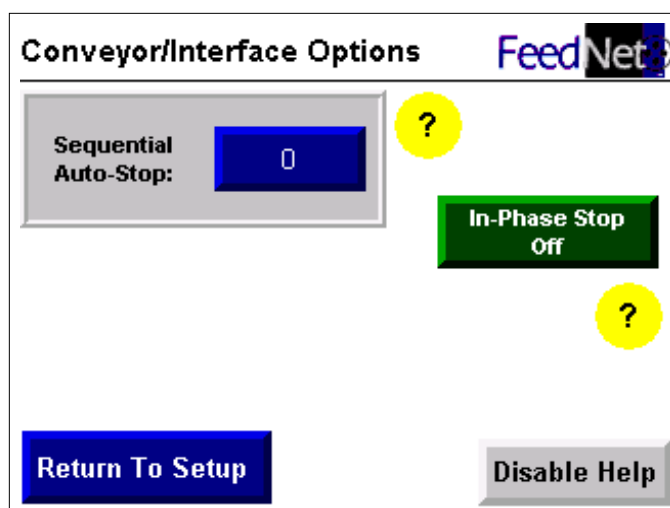 Conveyor/Interface Options
FeedNet®
Sequential
Auto-Stop:
0
?
In-Phase Stop
Off
?
Return To Setup
Disable Help